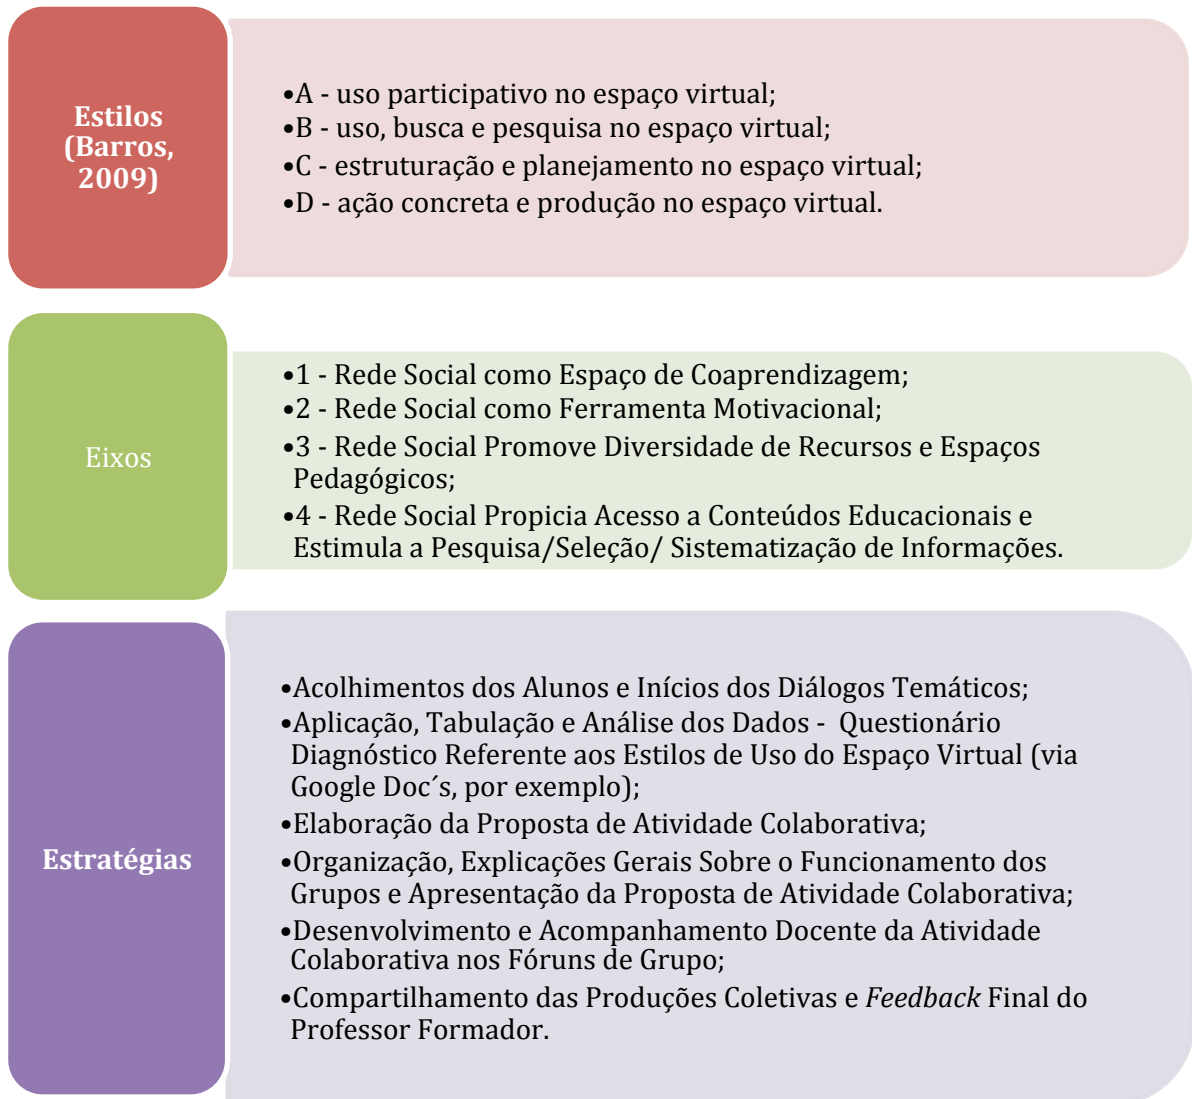 Estilos
(Barros,
2009)
•A - uso participativo no espaço virtual;
•B - uso, busca e pesquisa no espaço virtual;
•C - estruturação e planejamento no espaço virtual;
•D - ação concreta e produção no espaço virtual.
Eixos
•1 - Rede Social como Espaço de Coaprendizagem;
•2 - Rede Social como Ferramenta Motivacional;
•3 - Rede Social Promove Diversidade de Recursos e Espaços
Pedagógicos;
•4 - Rede Social Propicia Acesso a Conteúdos Educacionais e
Estimula a Pesquisa/Seleção/ Sistematização de Informações.
Estratégias
•Acolhimentos dos Alunos e Inícios dos Diálogos Temáticos;
•Aplicação, Tabulação e Análise dos Dados -  Questionário
Diagnóstico Referente aos Estilos de Uso do Espaço Virtual (via
Google Doc´s, por exemplo);
•Elaboração da Proposta de Atividade Colaborativa;
•Organização, Explicações Gerais Sobre o Funcionamento dos
Grupos e Apresentação da Proposta de Atividade Colaborativa;
•Desenvolvimento e Acompanhamento Docente da Atividade
Colaborativa nos Fóruns de Grupo;
•Compartilhamento das Produções Coletivas e Feedback Final do
Professor Formador.